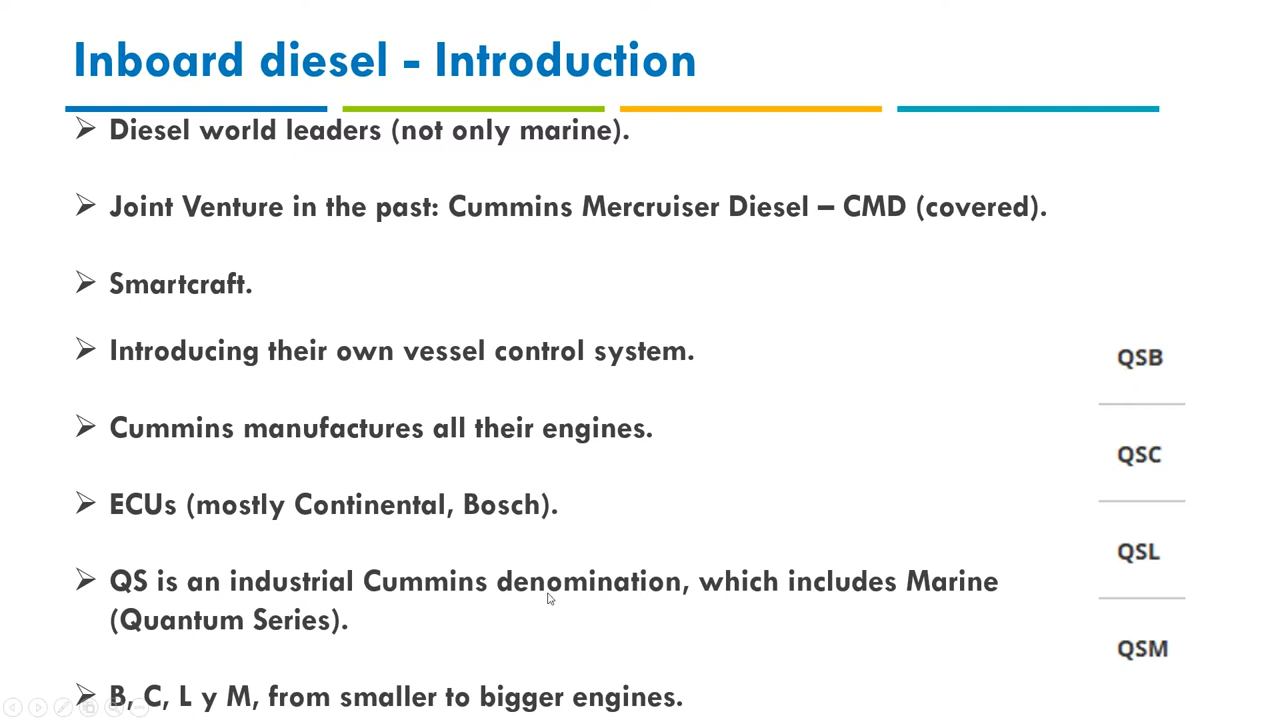 Inboard diesel - Introduction
➢ Diesel world leaders (not only marine).
➢ Joint Venture in the past: Cummins Mercruiser Diesel – CMD (covered).
➢ Smartcraft.
➢ Introducing their own vessel control system.
➢ Cummins manufactures all their engines.
➢ ECUs (mostly Continental, Bosch).
➢ QS is an industrial Cummins denomination, which includes Marine
(Quantum Series).
➢ B, C, L y M, from smaller to bigger engines.
QSB
QSC
QSL
QSM